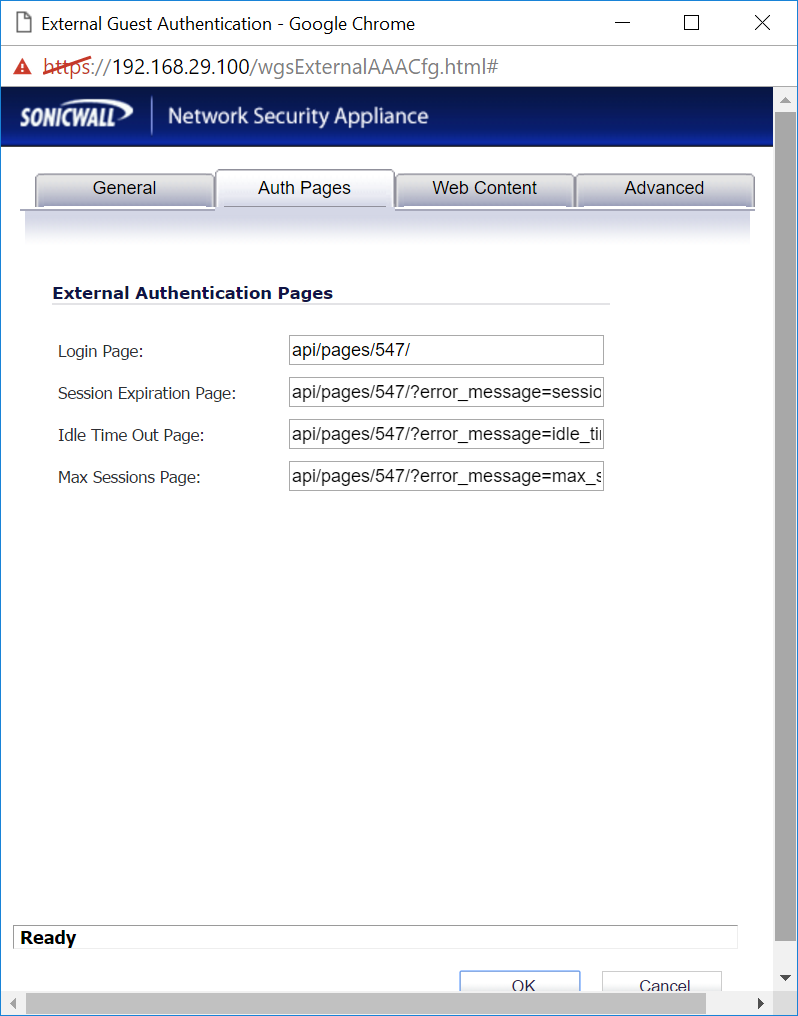 External Guest Authentication - Google Chrome
https://192.168.29.100/wgsExternalAAACfg.html#
SONICWALL Network Security Appliance
General Auth Pages Web Content Advanced
External Authentication Pages
Login Page: api/pages/547/
Session Expiration Page: api/pages/547/?error_message=sessio
Idle Time Out Page: api/pages/547/?error_message=idle_ti
Max Sessions Page: api/pages/547/?error_message=max_s
Ready
OK Cancel